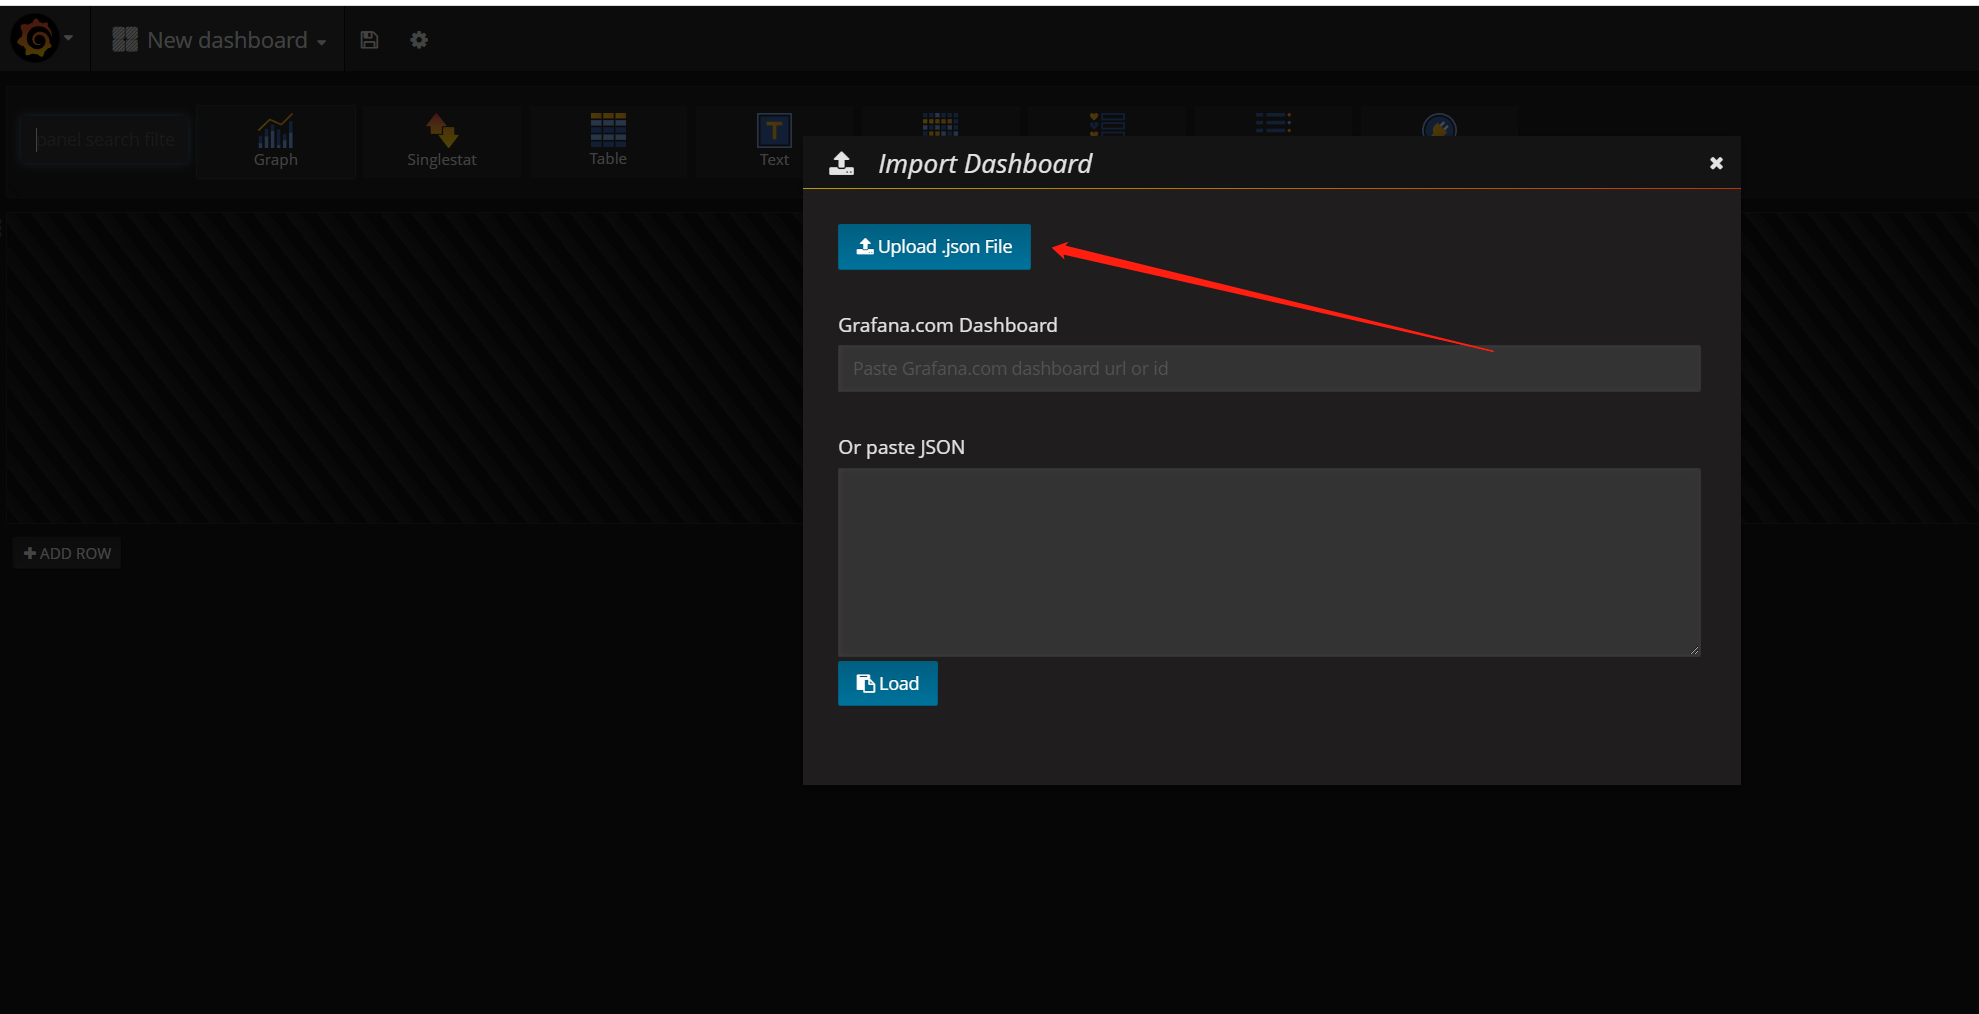 New dashboard
panel search filte
Graph
Singlestat
Table
Text
Import Dashboard
Upload .json File
Grafana.com Dashboard
Paste Grafana.com dashboard url or id
Or paste JSON
Load
ADD ROW